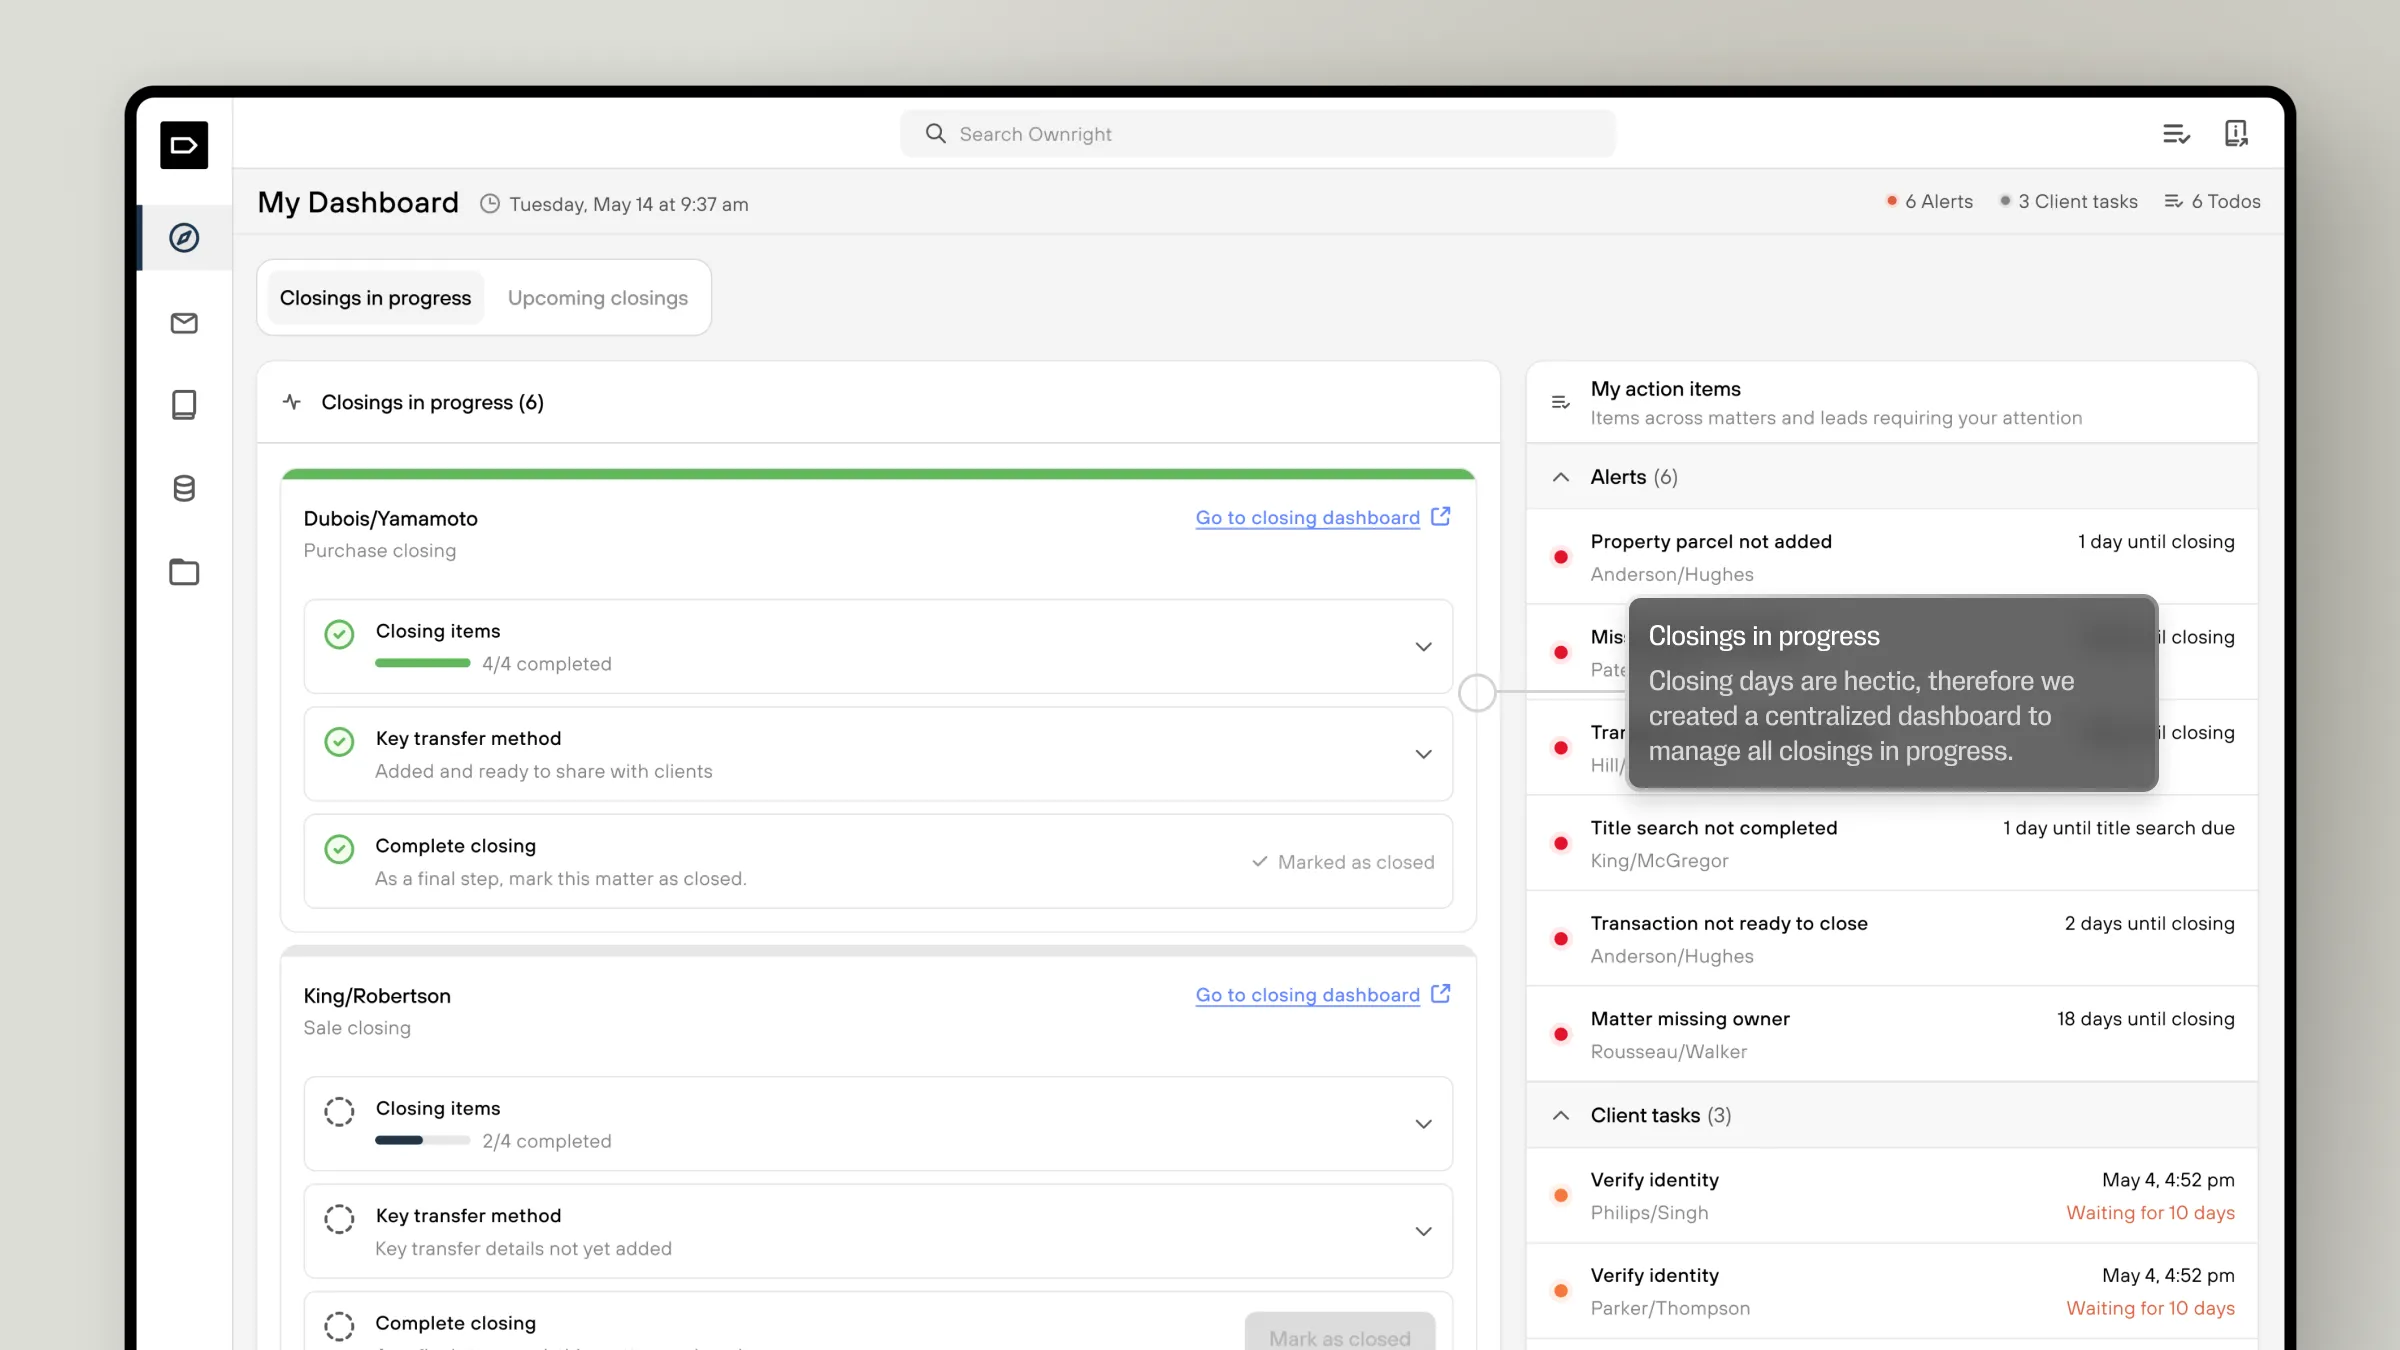 Search Ownright
My Dashboard
Tuesday, May 14 at 9:37 am
6 Alerts
3 Client tasks
6 Todos
Closings in progress
Upcoming closings
Closings in progress (6)
Dubois/Yamamoto
Go to closing dashboard
Purchase closing
Closing items
4/4 completed
Key transfer method
Added and ready to share with clients
Complete closing
As a final step, mark this matter as closed.
Marked as closed
King/Robertson
Go to closing dashboard
Sale closing
Closing items
2/4 completed
Key transfer method
Key transfer details not yet added
Complete closing
Mark as closed
My action items
Items across matters and leads requiring your attention
Alerts (6)
Property parcel not added
1 day until closing
Anderson/Hughes
closing
closing
Closings in progress
Closing days are hectic, therefore we
created a centralized dashboard to
manage all closings in progress.
Title search not completed
1 day until title search due
King/McGregor
Transaction not ready to close
2 days until closing
Anderson/Hughes
Matter missing owner
18 days until closing
Rousseau/Walker
Client tasks (3)
Verify identity
May 4, 4:52 pm
Philips/Singh
Waiting for 10 days
Verify identity
May 4, 4:52 pm
Parker/Thompson
Waiting for 10 days